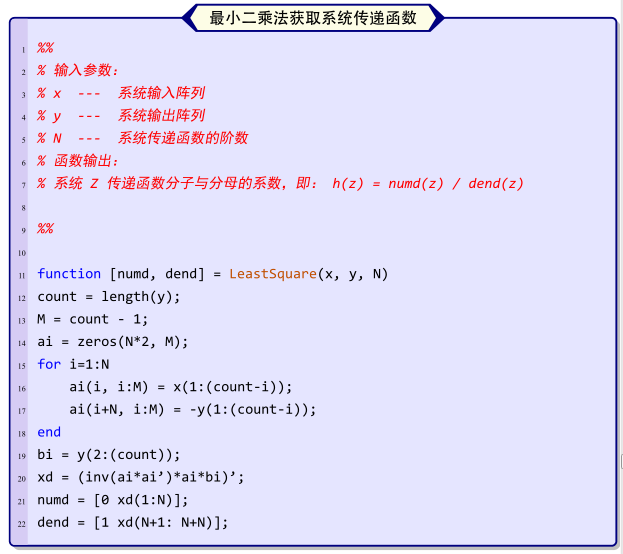 最小二乘法获取系统传递函数
1 %%
2 % 输入参数：
3 % x --- 系统输入阵列
4 % y --- 系统输出阵列
5 % N --- 系统传递函数的阶数
6 % 函数输出：
7 % 系统 Z 传递函数分子与分母的系数，即： h(z) = numd(z) / dend(z)
8
9 %%
10
11 function [numd, dend] = LeastSquare(x, y, N)
12 count = length(y);
13 M = count - 1;
14 ai = zeros(N*2, M);
15 for i=1:N
16     ai(i, i:M) = x(1:(count-i));
17     ai(i+N, i:M) = -y(1:(count-i));
18 end
19 bi = y(2:(count));
20 xd = (inv(ai*ai’)*ai*bi)’;
21 numd = [0 xd(1:N)];
22 dend = [1 xd(N+1: N+N)];